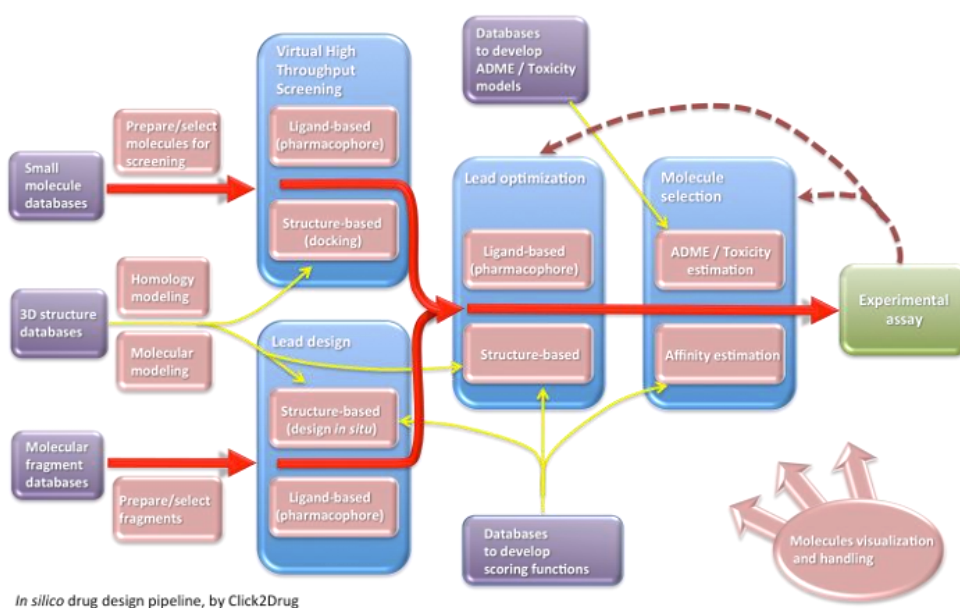 Virtual High
Throughput
Screening
Databases
to develop
ADME / Toxicity
models
Prepare/select
molecules for
screening
Ligand-based
(pharmacophore)
Small
molecule
databases
Lead optimization
Molecule
selection
Structure-based
(docking)
Ligand-based
(pharmacophore)
ADME / Toxicity
estimation
Homology
modeling
3D structure
databases
Experimental
assay
Molecular
modeling
Lead design
Structure-based
Affinity estimation
Structure-based
(design in situ)
Molecular
fragment
databases
Prepare/select
fragments
Ligand-based
(pharmacophore)
Databases
to develop
scoring functions
Molecules visualization
and handling
In silico drug design pipeline, by Click2Drug